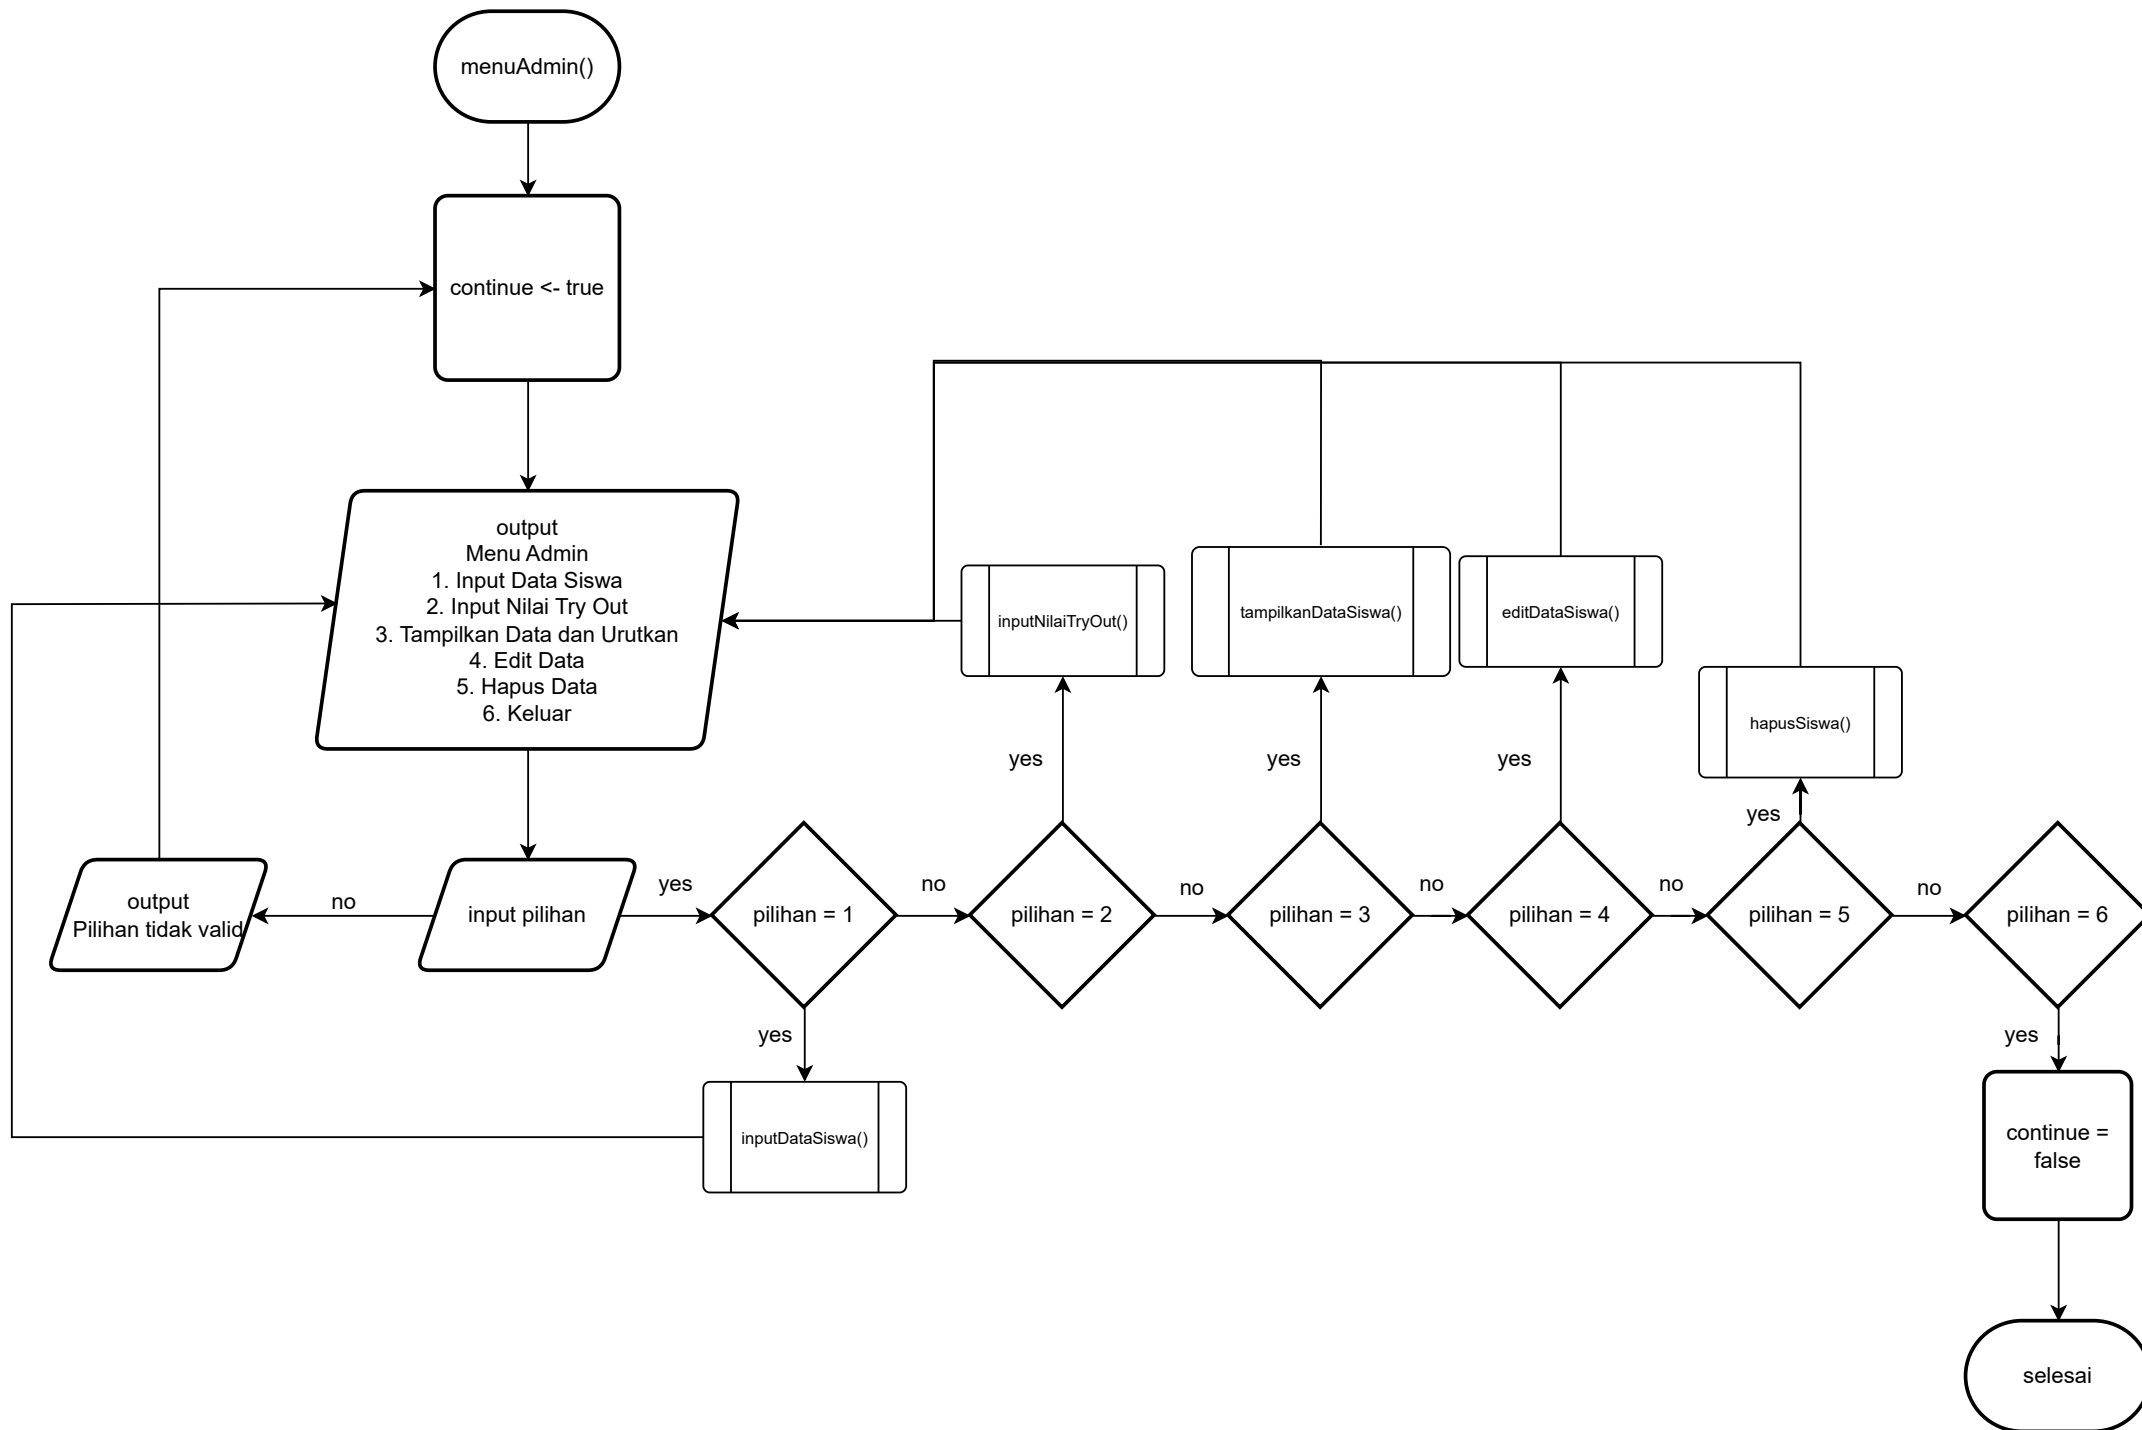 menuAdmin()
continue <- true
output
Menu Admin
1. Input Data Siswa
2. Input Nilai Try Out
3. Tampilkan Data dan Urutkan
4. Edit Data
5. Hapus Data
6. Keluar
inputNilaiTryOut()
tampilkanDataSiswa()
editDataSiswa()
hapusSiswa()
yes
yes
yes
yes
output
Pilihan tidak valid
no
input pilihan
yes
pilihan = 1
no
pilihan = 2
no
pilihan = 3
no
pilihan = 4
no
pilihan = 5
no
pilihan = 6
yes
yes
inputDataSiswa()
continue =
false
selesai